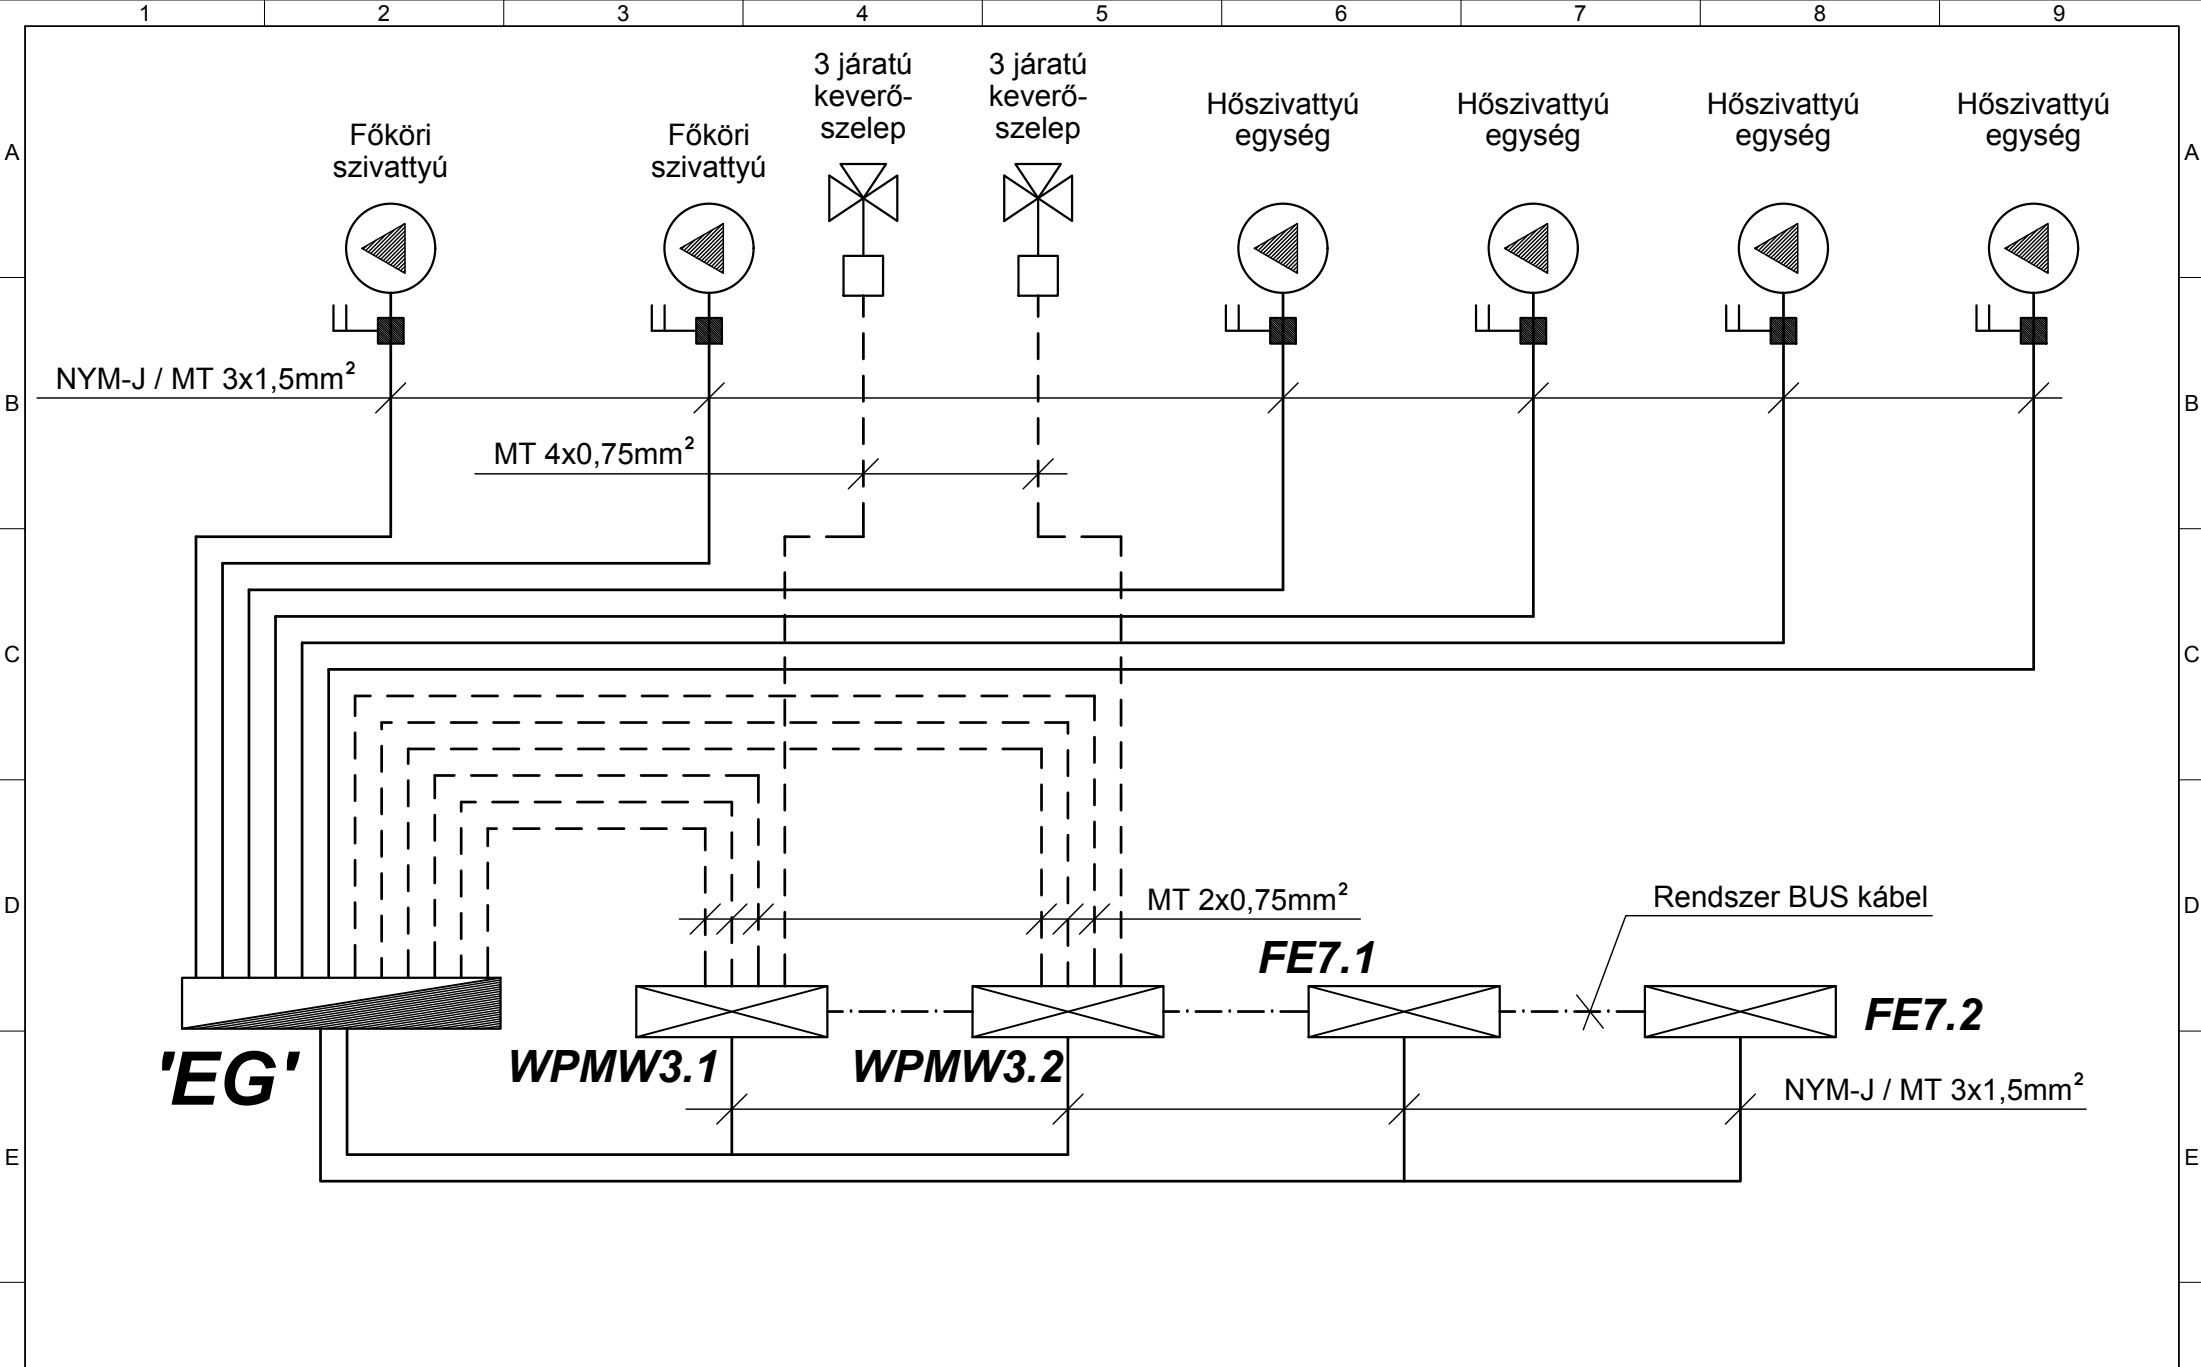 1 2 3 4 5 6 7 8 9
3 járatú
keverő-
szelep
3 járatú
keverő-
szelep
Főköri
szivattyú
Főköri
szivattyú
Hőszivattyú
egység
Hőszivattyú
egység
Hőszivattyú
egység
Hőszivattyú
egység
A A
NYM-J / MT 3x1,5mm²
B B
MT 4x0,75mm²
C C
MT 2x0,75mm²
Rendszer BUS kábel
D D
FE7.1
FE7.2
'EG'
WPMW3.1
WPMW3.2
NYM-J / MT 3x1,5mm²
E E